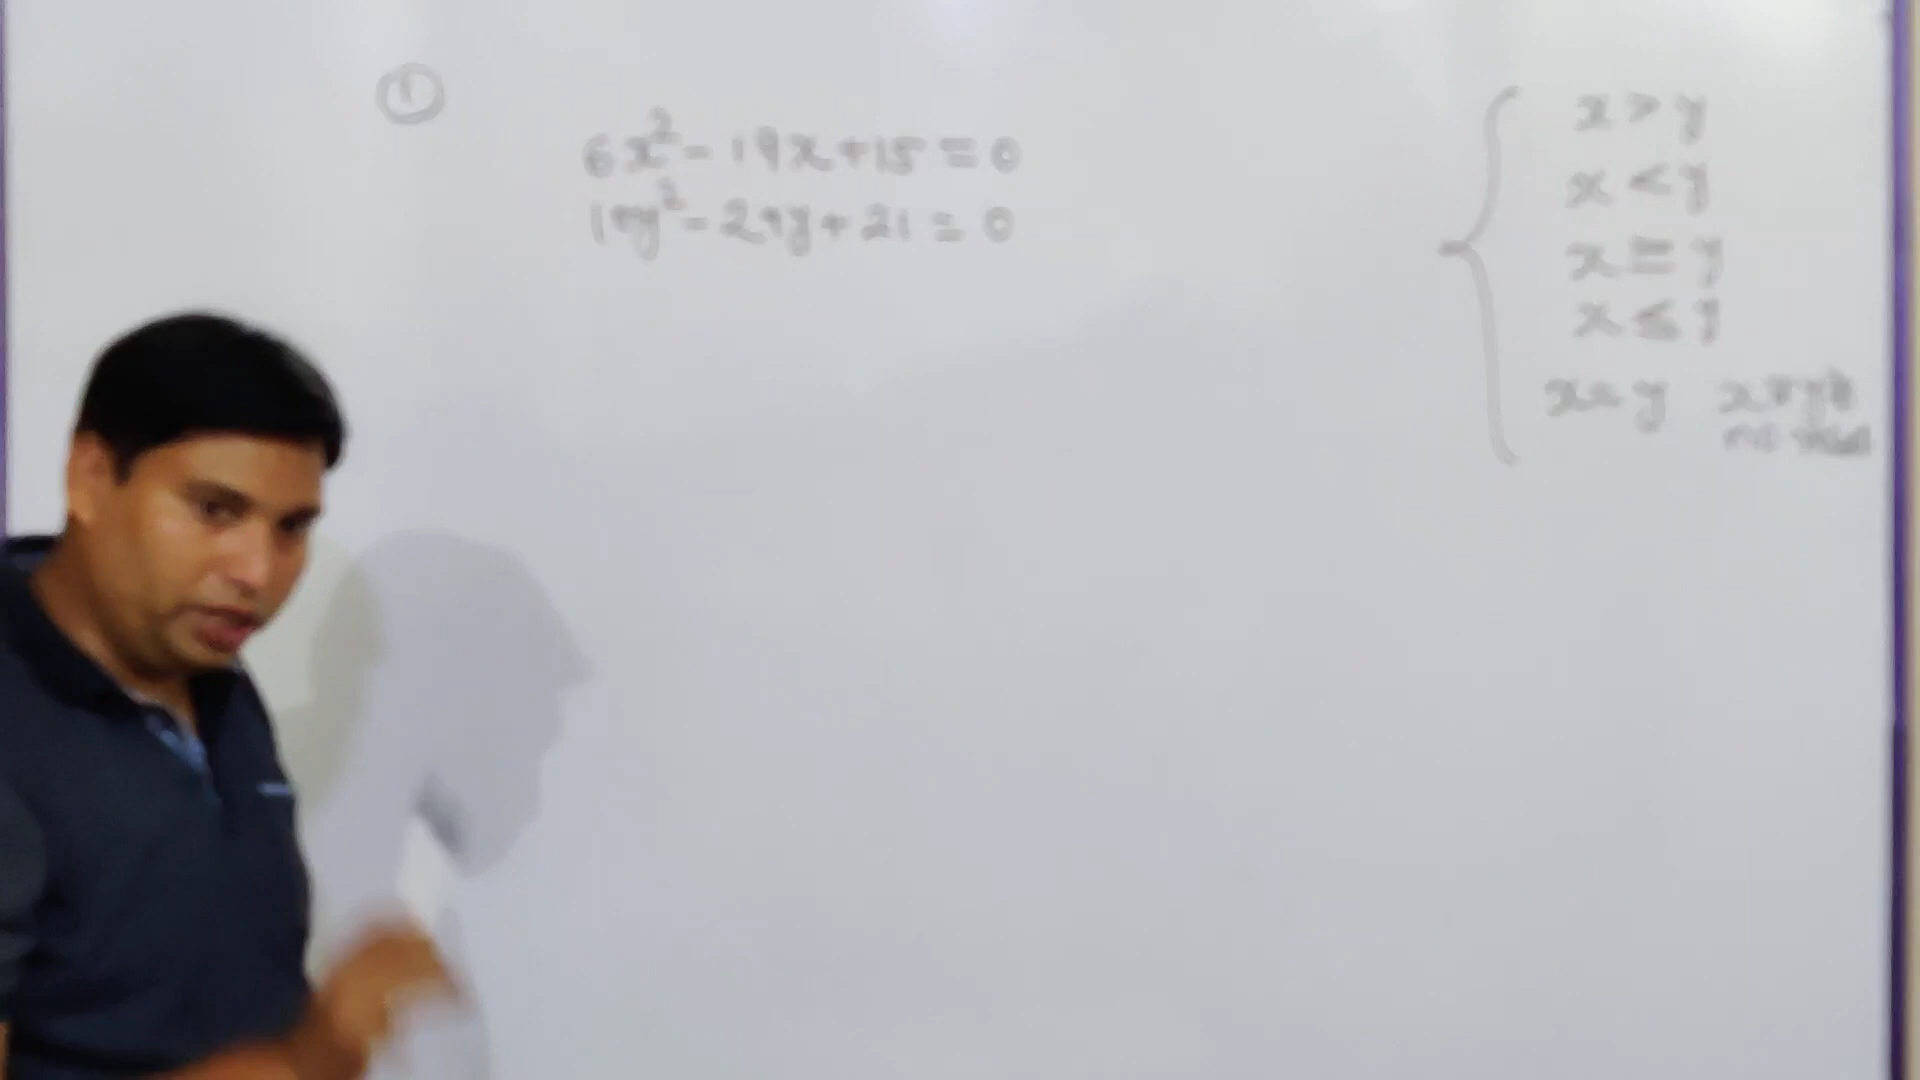 ①
6x² - 19x + 15 = 0
10y² - 29y + 21 = 0
x > y
x < y
x ≥ y
x ≤ y
x = y